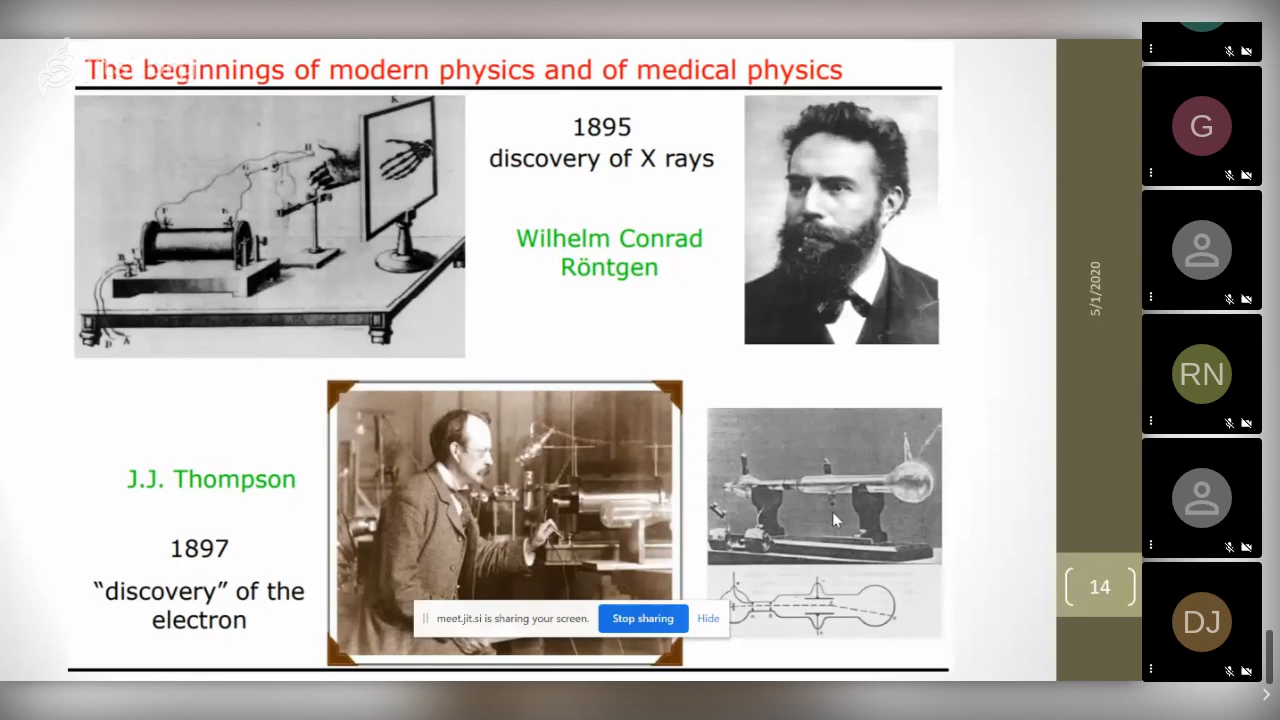 The beginnings of modern physics and of medical physics
1895
discovery of X rays
Wilhelm Conrad
Röntgen
J.J. Thompson
1897
“discovery” of the
electron
meet.jit.si is sharing your screen.
Stop sharing
Hide
5/1/2020
14
G
RN
DJ